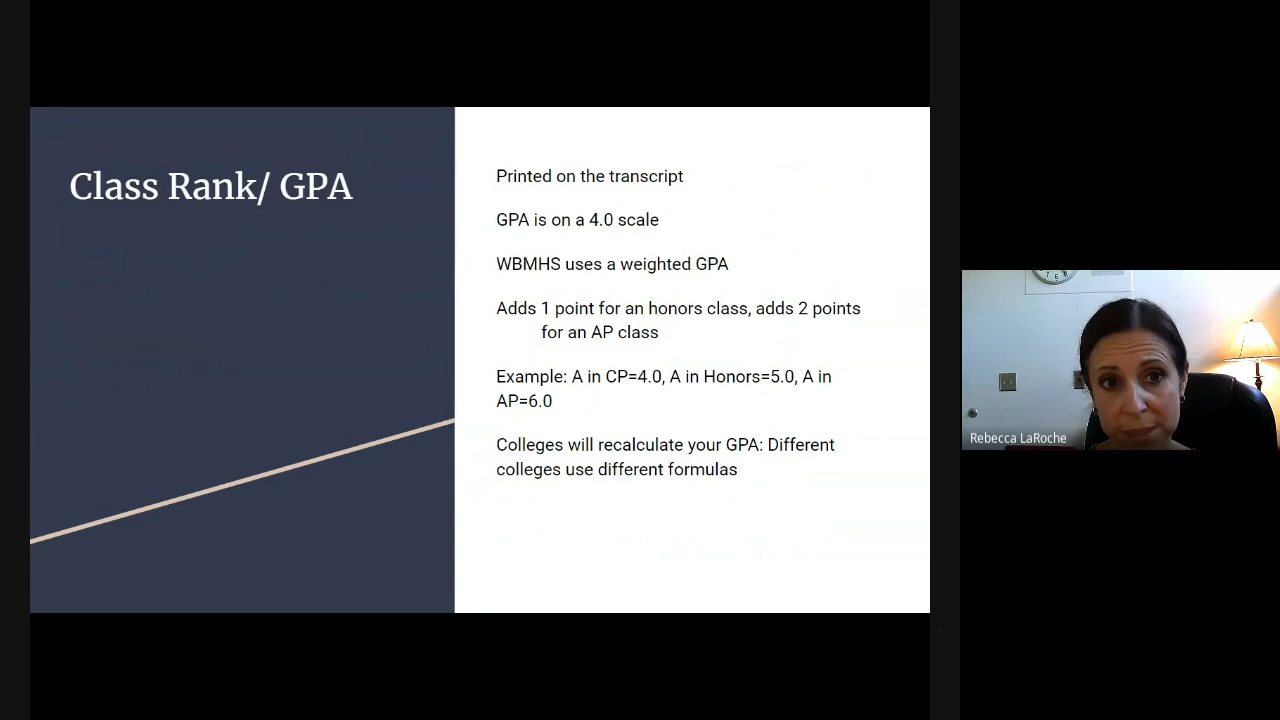 Class Rank/ GPA
Printed on the transcript
GPA is on a 4.0 scale
WBMHS uses a weighted GPA
Adds 1 point for an honors class, adds 2 points
for an AP class
Example: A in CP=4.0, A in Honors=5.0, A in
AP=6.0
Colleges will recalculate your GPA: Different
colleges use different formulas
Rebecca LaRoche